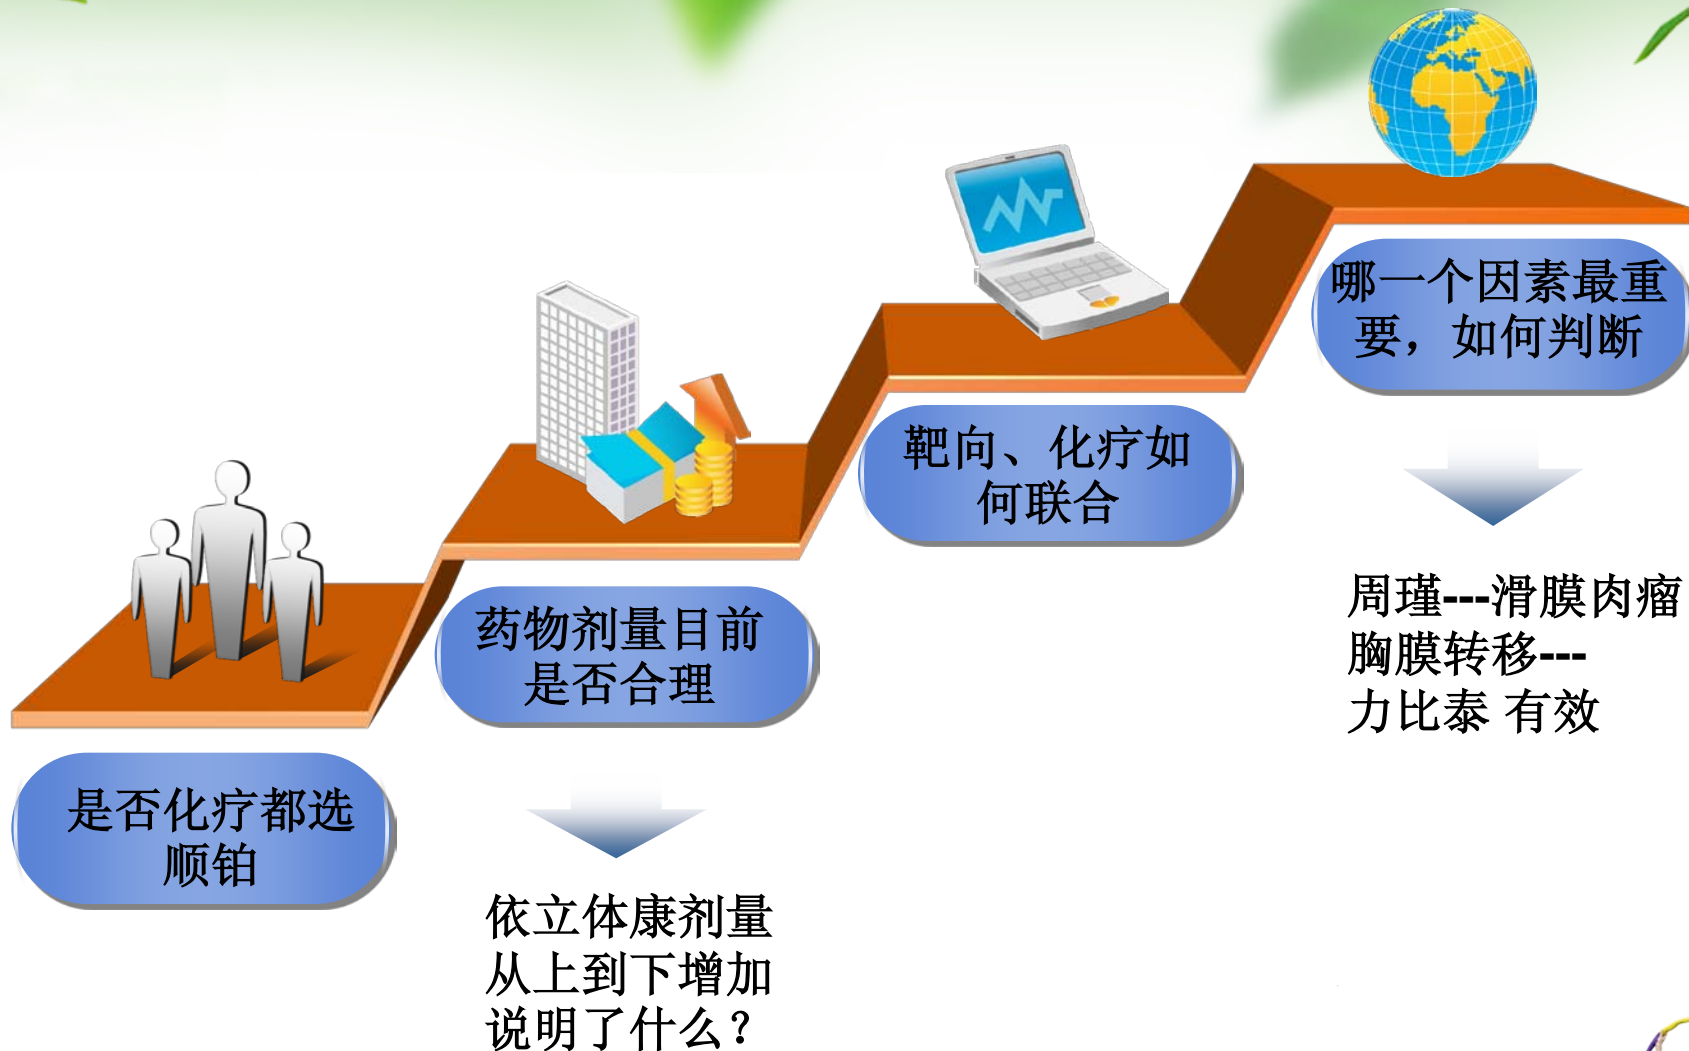 哪一个因素最重
要，如何判断
靶向、化疗如
何联合
药物剂量目前
是否合理
是否化疗都选
顺铂
周瑾---滑膜肉瘤
胸膜转移---
力比泰 有效
依立体康剂量
从上到下增加
说明了什么？